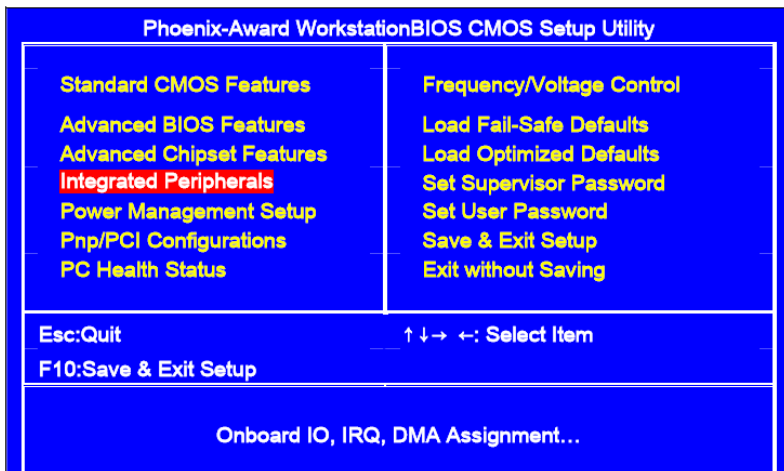 Phoenix-Award WorkstationBIOS CMOS Setup Utility
Standard CMOS Features
Advanced BIOS Features
Advanced Chipset Features
Integrated Peripherals
Power Management Setup
Pnp/PCI Configurations
PC Health Status
Frequency/Voltage Control
Load Fail-Safe Defaults
Load Optimized Defaults
Set Supervisor Password
Set User Password
Save & Exit Setup
Exit without Saving
Esc:Quit
↑↓→ ←: Select Item
F10:Save & Exit Setup
Onboard IO, IRQ, DMA Assignment…